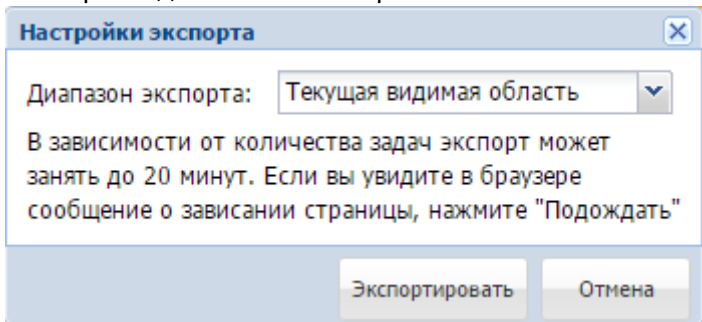 Настройки экспорта
Диапазон экспорта: Текущая видимая область
В зависимости от количества задач экспорт может
занять до 20 минут. Если вы увидите в браузере
сообщение о зависании страницы, нажмите "Подождать"
Экспортировать Отмена